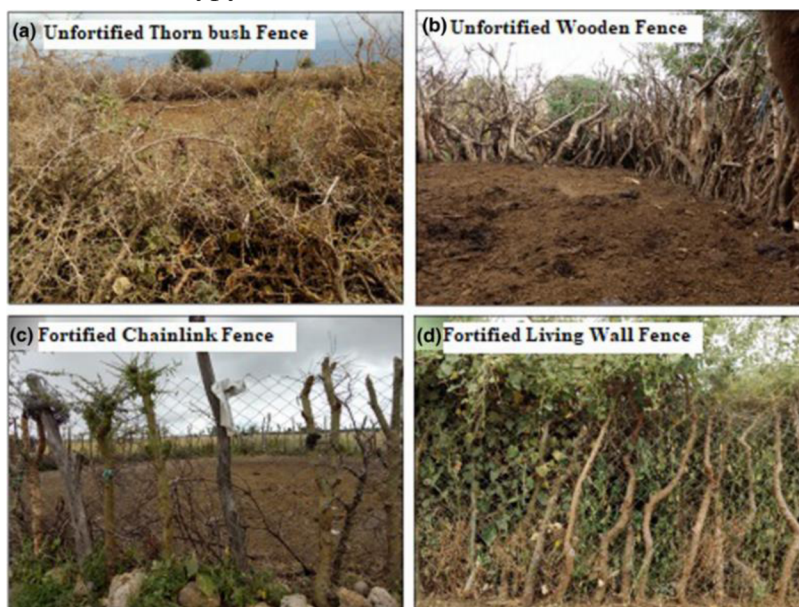 (a) Unfortified Thorn bush Fence
(b) Unfortified Wooden Fence
(c) Fortified Chainlink Fence
(d) Fortified Living Wall Fence